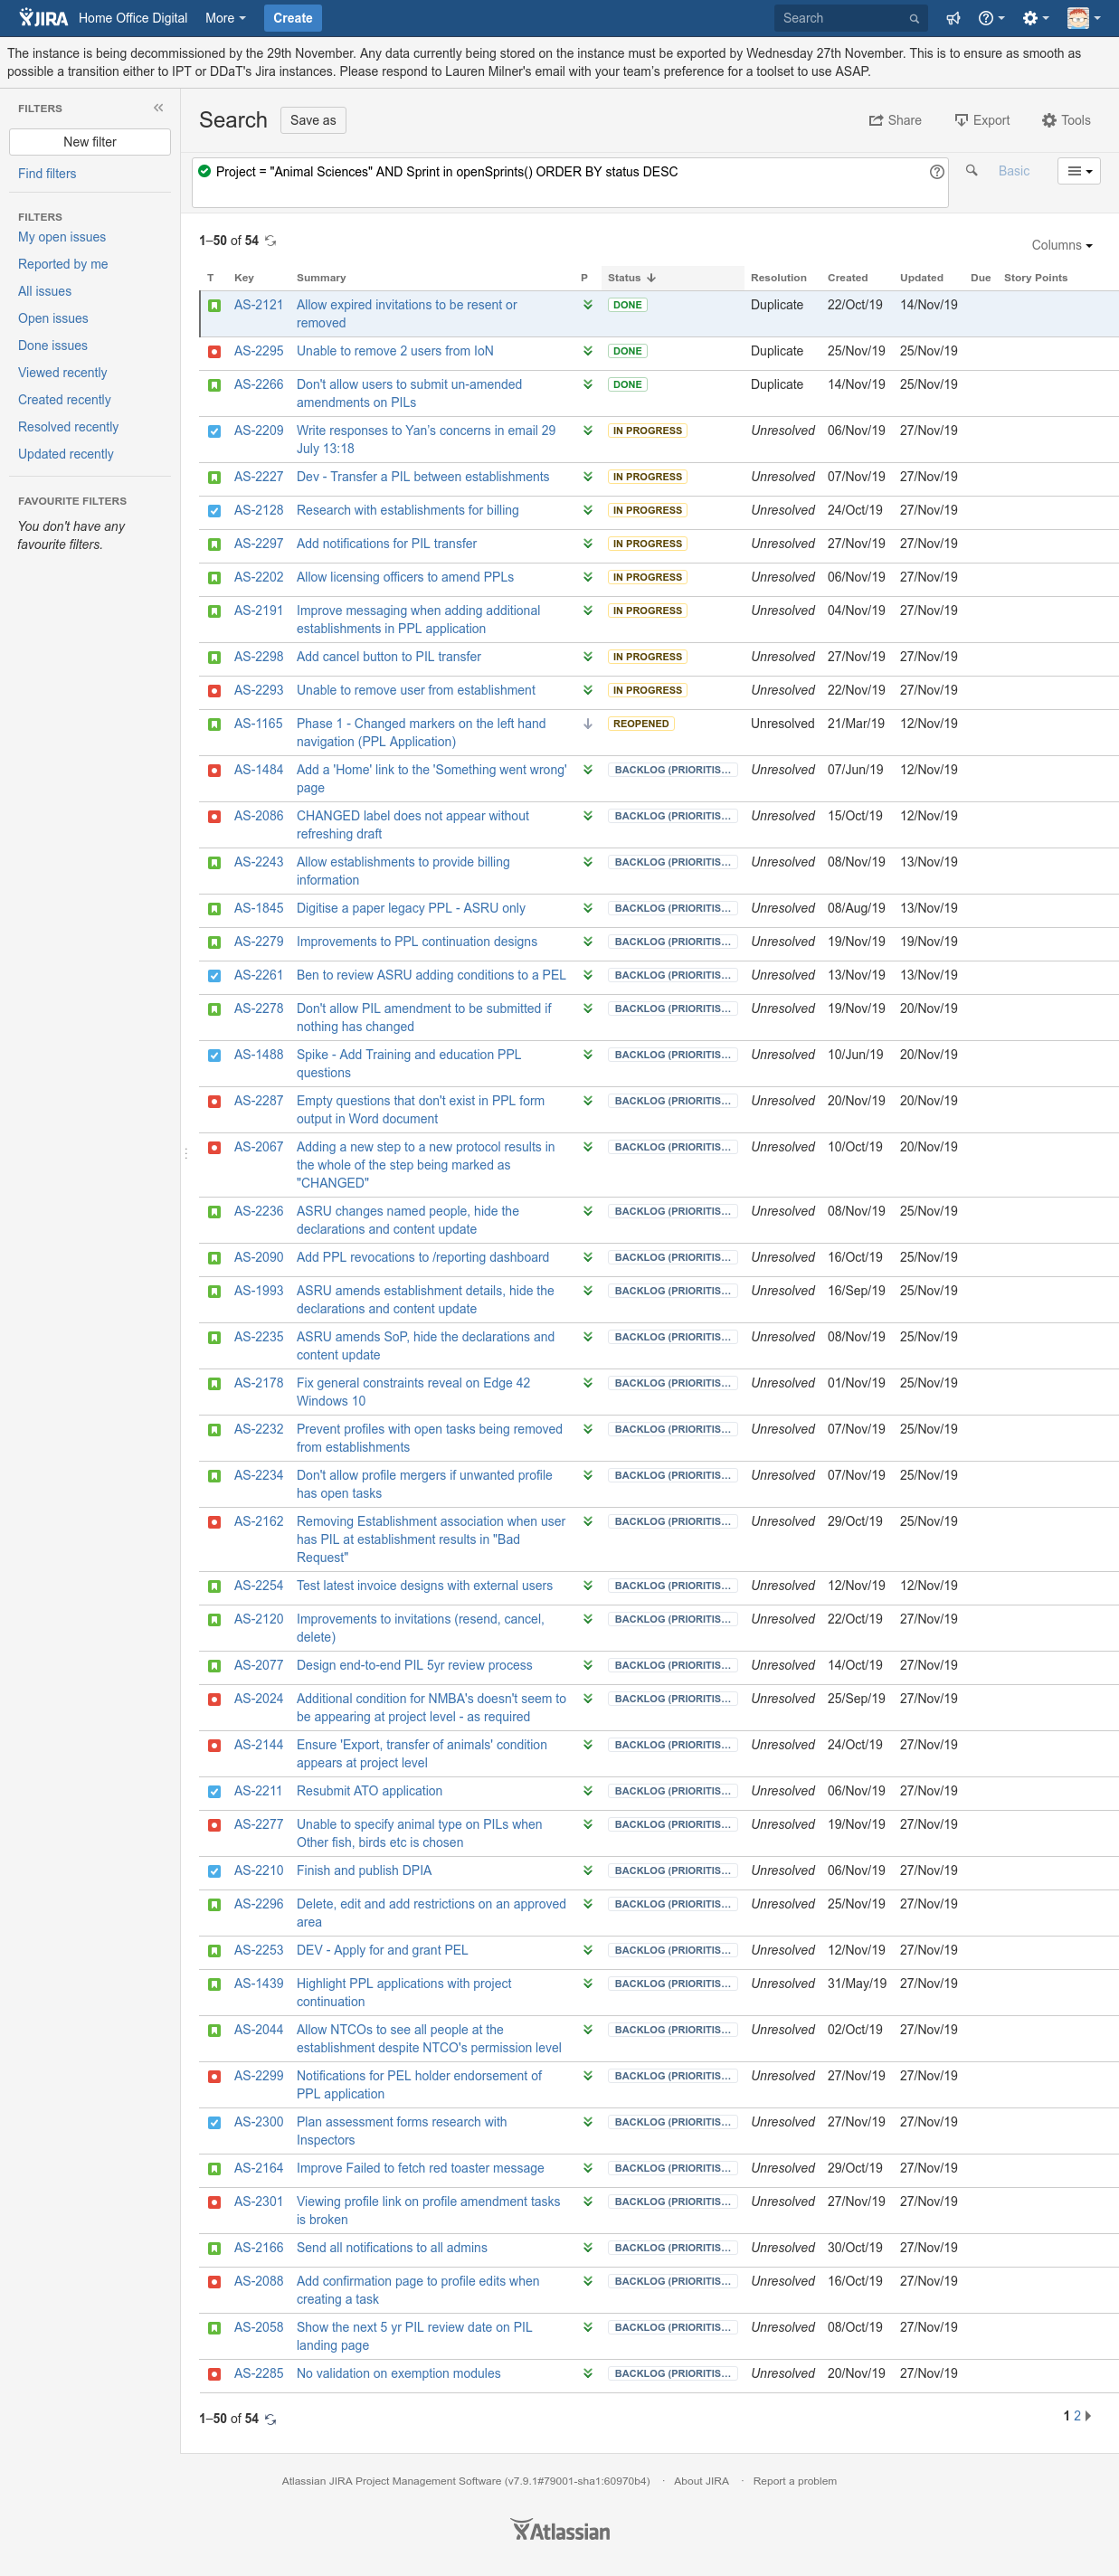 JIRA Home Office Digital More Create Search
The instance is being decommissioned by the 29th November. Any data currently being stored on the instance must be exported by Wednesday 27th November. This is to ensure as smooth as
possible a transition either to IPT or DDaT's Jira instances. Please respond to Lauren Milner's email with your team's preference for a toolset to use ASAP.
FILTERS
New filter
Find filters
FILTERS
My open issues
Reported by me
All issues
Open issues
Done issues
Viewed recently
Created recently
Resolved recently
Updated recently
FAVOURITE FILTERS
You don't have any
favourite filters.
Search Save as Share Export Tools
Project = "Animal Sciences" AND Sprint in openSprints() ORDER BY status DESC Basic
1–50 of 54
Columns
T Key Summary P Status Resolution Created Updated Due Story Points
AS-2121 Allow expired invitations to be resent or DONE Duplicate 22/Oct/19 14/Nov/19
removed
AS-2295 Unable to remove 2 users from IoN DONE Duplicate 25/Nov/19 25/Nov/19
AS-2266 Don't allow users to submit un-amended DONE Duplicate 14/Nov/19 25/Nov/19
amendments on PILs
AS-2209 Write responses to Yan's concerns in email 29 IN PROGRESS Unresolved 06/Nov/19 27/Nov/19
July 13:18
AS-2227 Dev - Transfer a PIL between establishments IN PROGRESS Unresolved 07/Nov/19 27/Nov/19
AS-2128 Research with establishments for billing IN PROGRESS Unresolved 24/Oct/19 27/Nov/19
AS-2297 Add notifications for PIL transfer IN PROGRESS Unresolved 27/Nov/19 27/Nov/19
AS-2202 Allow licensing officers to amend PPLs IN PROGRESS Unresolved 06/Nov/19 27/Nov/19
AS-2191 Improve messaging when adding additional IN PROGRESS Unresolved 04/Nov/19 27/Nov/19
establishments in PPL application
AS-2298 Add cancel button to PIL transfer IN PROGRESS Unresolved 27/Nov/19 27/Nov/19
AS-2293 Unable to remove user from establishment IN PROGRESS Unresolved 22/Nov/19 27/Nov/19
AS-1165 Phase 1 - Changed markers on the left hand REOPENED Unresolved 21/Mar/19 12/Nov/19
navigation (PPL Application)
AS-1484 Add a 'Home' link to the 'Something went wrong' BACKLOG (PRIORITIS... Unresolved 07/Jun/19 12/Nov/19
page
AS-2086 CHANGED label does not appear without BACKLOG (PRIORITIS... Unresolved 15/Oct/19 12/Nov/19
refreshing draft
AS-2243 Allow establishments to provide billing BACKLOG (PRIORITIS... Unresolved 08/Nov/19 13/Nov/19
information
AS-1845 Digitise a paper legacy PPL - ASRU only BACKLOG (PRIORITIS... Unresolved 08/Aug/19 13/Nov/19
AS-2279 Improvements to PPL continuation designs BACKLOG (PRIORITIS... Unresolved 19/Nov/19 19/Nov/19
AS-2261 Ben to review ASRU adding conditions to a PEL BACKLOG (PRIORITIS... Unresolved 13/Nov/19 13/Nov/19
AS-2278 Don't allow PIL amendment to be submitted if BACKLOG (PRIORITIS... Unresolved 19/Nov/19 20/Nov/19
nothing has changed
AS-1488 Spike - Add Training and education PPL BACKLOG (PRIORITIS... Unresolved 10/Jun/19 20/Nov/19
questions
AS-2287 Empty questions that don't exist in PPL form BACKLOG (PRIORITIS... Unresolved 20/Nov/19 20/Nov/19
output in Word document
AS-2067 Adding a new step to a new protocol results in BACKLOG (PRIORITIS... Unresolved 10/Oct/19 20/Nov/19
the whole of the step being marked as
"CHANGED"
AS-2236 ASRU changes named people, hide the BACKLOG (PRIORITIS... Unresolved 08/Nov/19 25/Nov/19
declarations and content update
AS-2090 Add PPL revocations to /reporting dashboard BACKLOG (PRIORITIS... Unresolved 16/Oct/19 25/Nov/19
AS-1993 ASRU amends establishment details, hide the BACKLOG (PRIORITIS... Unresolved 16/Sep/19 25/Nov/19
declarations and content update
AS-2235 ASRU amends SoP, hide the declarations and BACKLOG (PRIORITIS... Unresolved 08/Nov/19 25/Nov/19
content update
AS-2178 Fix general constraints reveal on Edge 42 BACKLOG (PRIORITIS... Unresolved 01/Nov/19 25/Nov/19
Windows 10
AS-2232 Prevent profiles with open tasks being removed BACKLOG (PRIORITIS... Unresolved 07/Nov/19 25/Nov/19
from establishments
AS-2234 Don't allow profile mergers if unwanted profile BACKLOG (PRIORITIS... Unresolved 07/Nov/19 25/Nov/19
has open tasks
AS-2162 Removing Establishment association when user BACKLOG (PRIORITIS... Unresolved 29/Oct/19 25/Nov/19
has PIL at establishment results in "Bad
Request"
AS-2254 Test latest invoice designs with external users BACKLOG (PRIORITIS... Unresolved 12/Nov/19 12/Nov/19
AS-2120 Improvements to invitations (resend, cancel, BACKLOG (PRIORITIS... Unresolved 22/Oct/19 27/Nov/19
delete)
AS-2077 Design end-to-end PIL 5yr review process BACKLOG (PRIORITIS... Unresolved 14/Oct/19 27/Nov/19
AS-2024 Additional condition for NMBA's doesn't seem to BACKLOG (PRIORITIS... Unresolved 25/Sep/19 27/Nov/19
be appearing at project level - as required
AS-2144 Ensure 'Export, transfer of animals' condition BACKLOG (PRIORITIS... Unresolved 24/Oct/19 27/Nov/19
appears at project level
AS-2211 Resubmit ATO application BACKLOG (PRIORITIS... Unresolved 06/Nov/19 27/Nov/19
AS-2277 Unable to specify animal type on PILs when BACKLOG (PRIORITIS... Unresolved 19/Nov/19 27/Nov/19
Other fish, birds etc is chosen
AS-2210 Finish and publish DPIA BACKLOG (PRIORITIS... Unresolved 06/Nov/19 27/Nov/19
AS-2296 Delete, edit and add restrictions on an approved BACKLOG (PRIORITIS... Unresolved 25/Nov/19 27/Nov/19
area
AS-2253 DEV - Apply for and grant PEL BACKLOG (PRIORITIS... Unresolved 12/Nov/19 27/Nov/19
AS-1439 Highlight PPL applications with project BACKLOG (PRIORITIS... Unresolved 31/May/19 27/Nov/19
continuation
AS-2044 Allow NTCOs to see all people at the BACKLOG (PRIORITIS... Unresolved 02/Oct/19 27/Nov/19
establishment despite NTCO's permission level
AS-2299 Notifications for PEL holder endorsement of BACKLOG (PRIORITIS... Unresolved 27/Nov/19 27/Nov/19
PPL application
AS-2300 Plan assessment forms research with BACKLOG (PRIORITIS... Unresolved 27/Nov/19 27/Nov/19
Inspectors
AS-2164 Improve Failed to fetch red toaster message BACKLOG (PRIORITIS... Unresolved 29/Oct/19 27/Nov/19
AS-2301 Viewing profile link on profile amendment tasks BACKLOG (PRIORITIS... Unresolved 27/Nov/19 27/Nov/19
is broken
AS-2166 Send all notifications to all admins BACKLOG (PRIORITIS... Unresolved 30/Oct/19 27/Nov/19
AS-2088 Add confirmation page to profile edits when BACKLOG (PRIORITIS... Unresolved 16/Oct/19 27/Nov/19
creating a task
AS-2058 Show the next 5 yr PIL review date on PIL BACKLOG (PRIORITIS... Unresolved 08/Oct/19 27/Nov/19
landing page
AS-2285 No validation on exemption modules BACKLOG (PRIORITIS... Unresolved 20/Nov/19 27/Nov/19
1–50 of 54 1 2
Atlassian JIRA Project Management Software (v7.9.1#79001-sha1:60970b4) · About JIRA · Report a problem
Atlassian